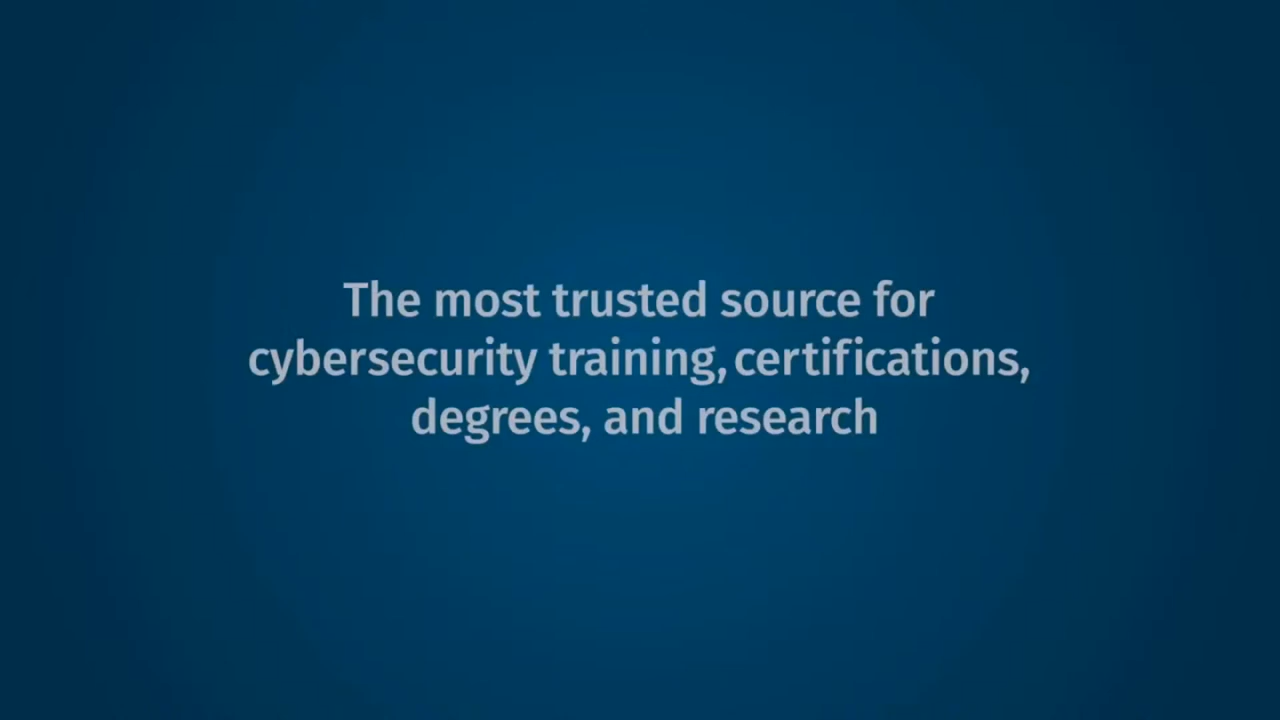 The most trusted source for
cybersecurity training, certifications,
degrees, and research